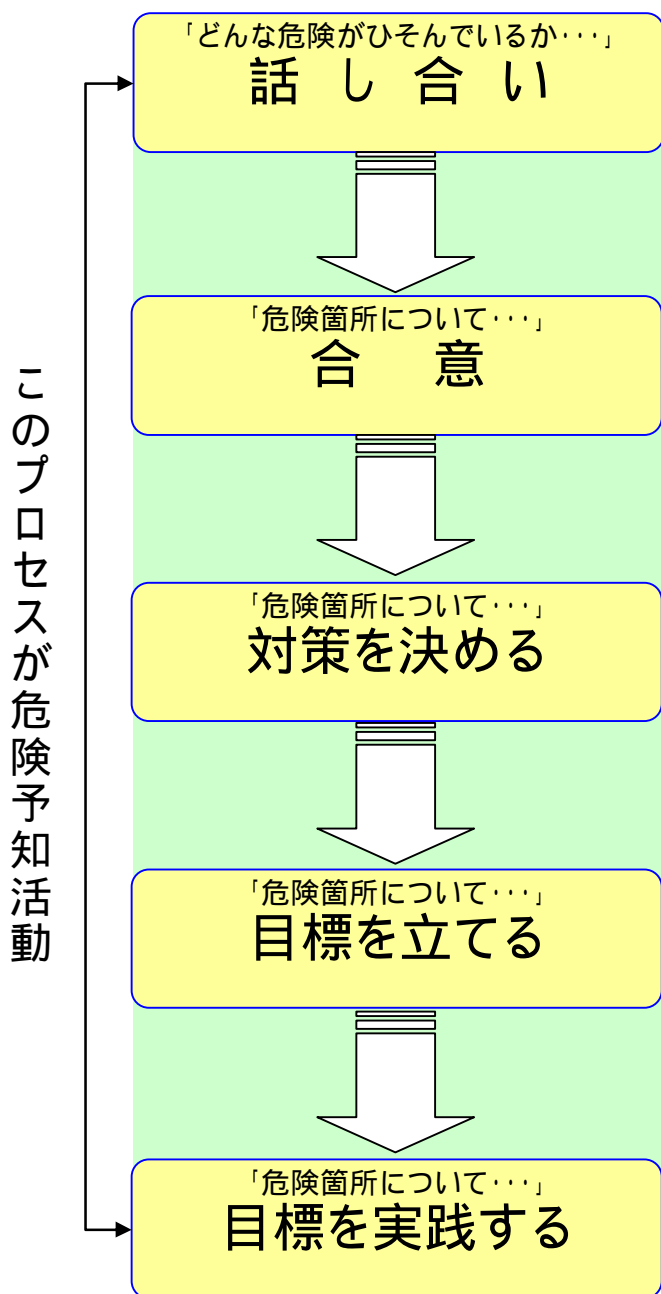 「どんな危険がひそんでいるか･･･」
話し合い
「危険箇所について･･･」
合意
「危険箇所について･･･」
対策を決める
「危険箇所について･･･」
目標を立てる
「危険箇所について･･･」
目標を実践する
このプロセスが危険予知活動